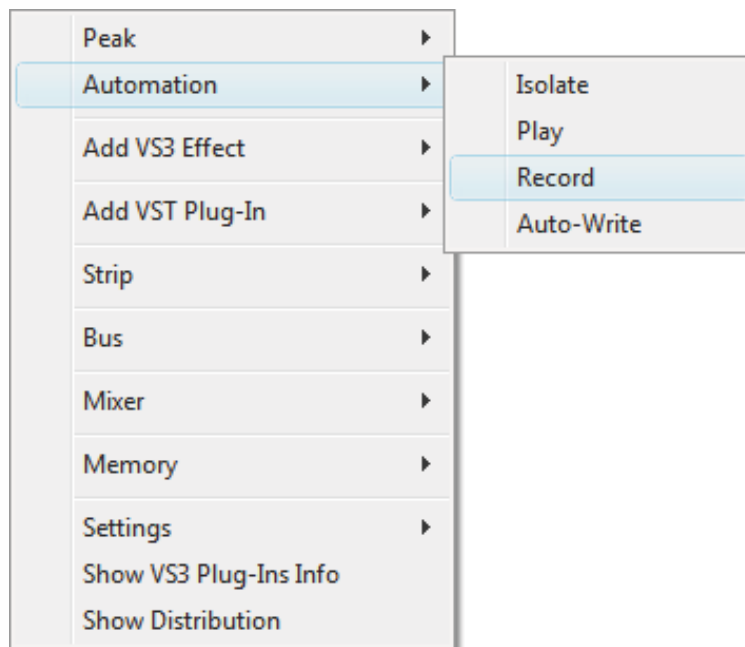 Peak
Automation
Add VS3 Effect
Add VST Plug-In
Strip
Bus
Mixer
Memory
Settings
Show VS3 Plug-Ins Info
Show Distribution
Isolate
Play
Record
Auto-Write